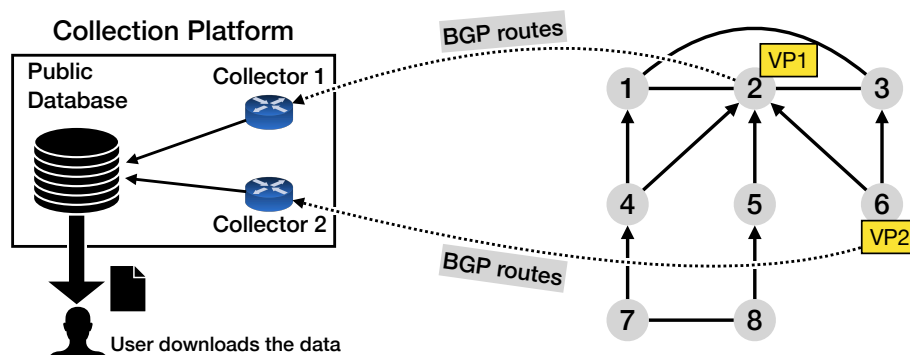 Collection Platform
Public
Database
Collector 1
Collector 2
User downloads the data
BGP routes
BGP routes
VP1
1
2
3
4
5
6
VP2
7
8